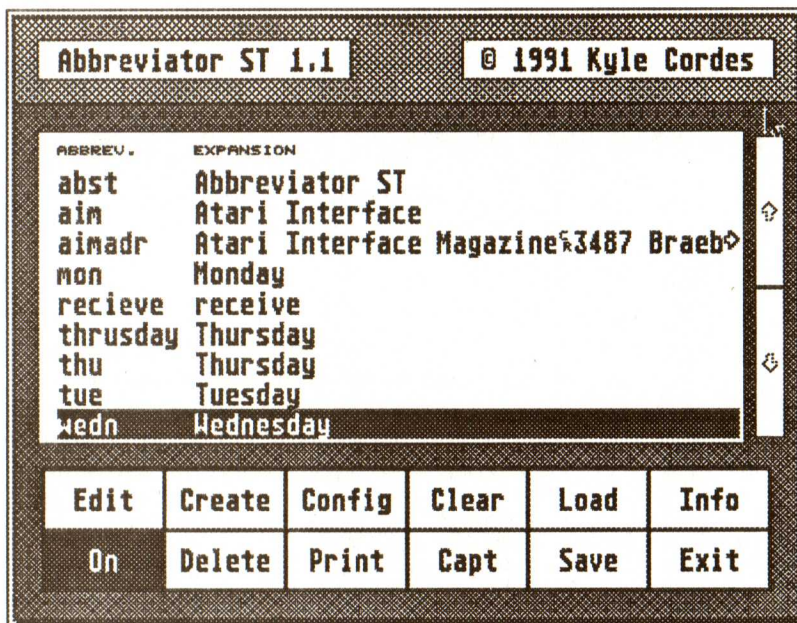 Abbreviator ST 1.1
© 1991 Kyle Cordes
ABBREV. EXPANSION
abst Abbreviator ST
aim Atari Interface
aimadr Atari Interface Magazine␍3487 Braeb
mon Monday
recieve receive
thrusday Thursday
thu Thursday
tue Tuesday
wedn Wednesday
Edit Create Config Clear Load Info
On Delete Print Capt Save Exit